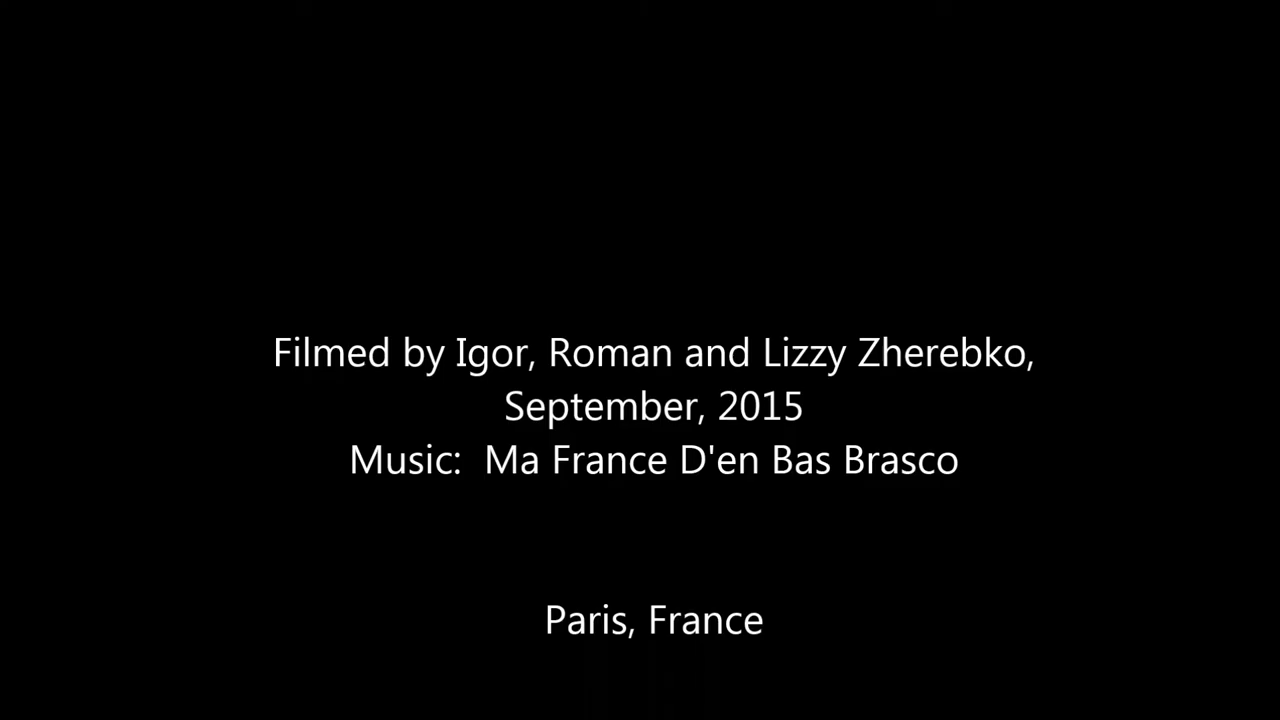 Filmed by Igor, Roman and Lizzy Zherebko,
September, 2015
Music:  Ma France D'en Bas Brasco
Paris, France